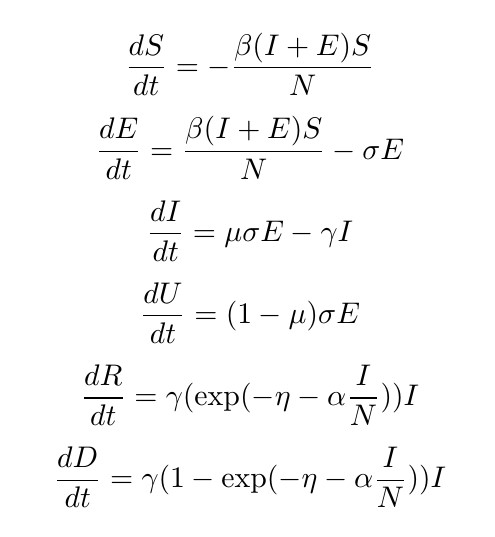 dS/dt = −β(I + E)S/N
dE/dt = β(I + E)S/N − σE
dI/dt = μσE − γI
dU/dt = (1 − μ)σE
dR/dt = γ(exp(−η − α I/N))I
dD/dt = γ(1 − exp(−η − α I/N))I